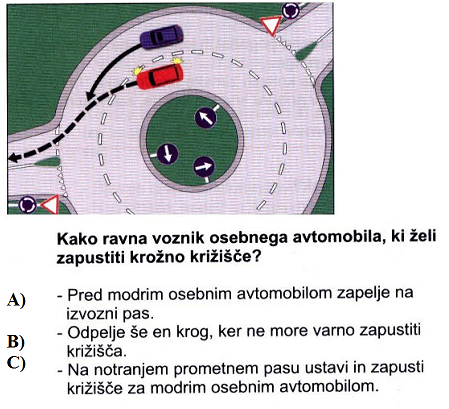 Kako ravna voznik osebnega avtomobila, ki želi
zapustiti krožno križišče?
A) - Pred modrim osebnim avtomobilom zapelje na
izvozni pas.
B) - Odpelje še en krog, ker ne more varno zapustiti
križišča.
C) - Na notranjem prometnem pasu ustavi in zapusti
križišče za modrim osebnim avtomobilom.